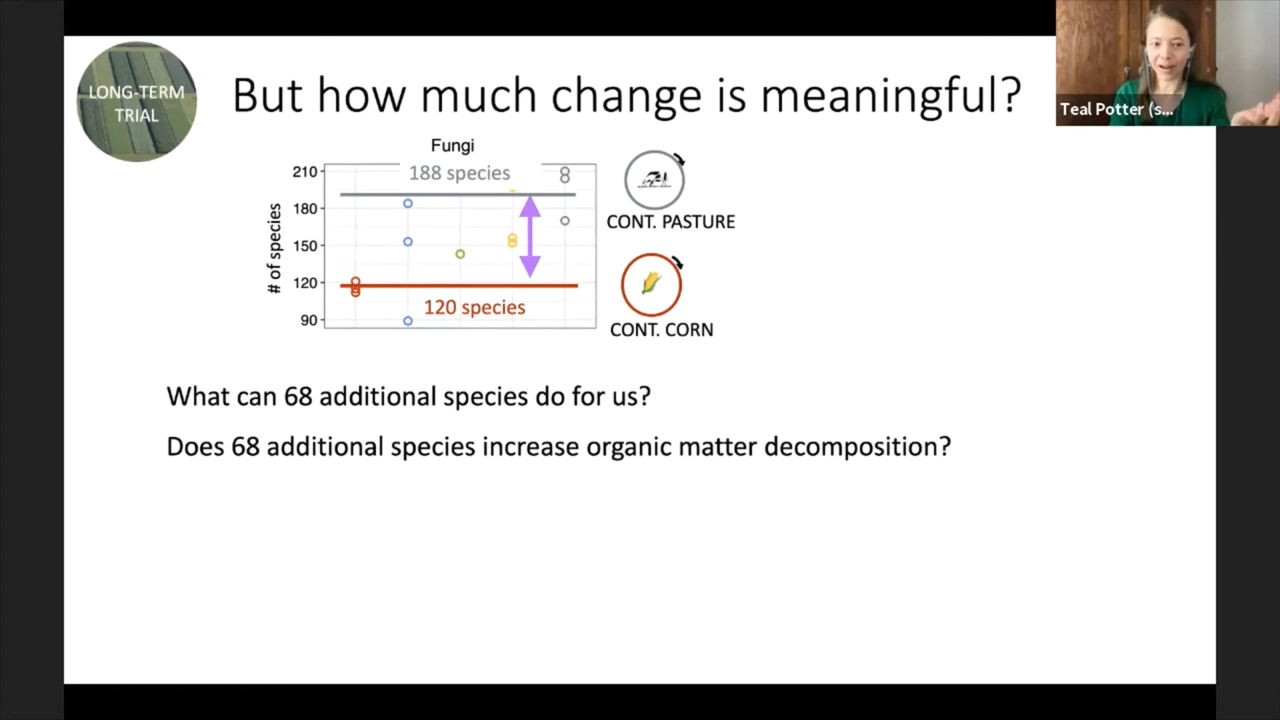 LONG-TERM
TRIAL
But how much change is meaningful?
Teal Potter (s...
Fungi
# of species
210
180
150
120
90
188 species
120 species
CONT. PASTURE
CONT. CORN
What can 68 additional species do for us?
Does 68 additional species increase organic matter decomposition?